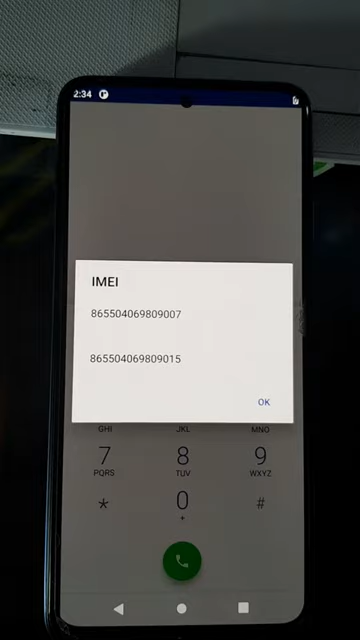 2:34
IMEI
865504069809007
865504069809015
OK
GHI JKL MNO
7 8 9
PQRS TUV WXYZ
* 0 #
+